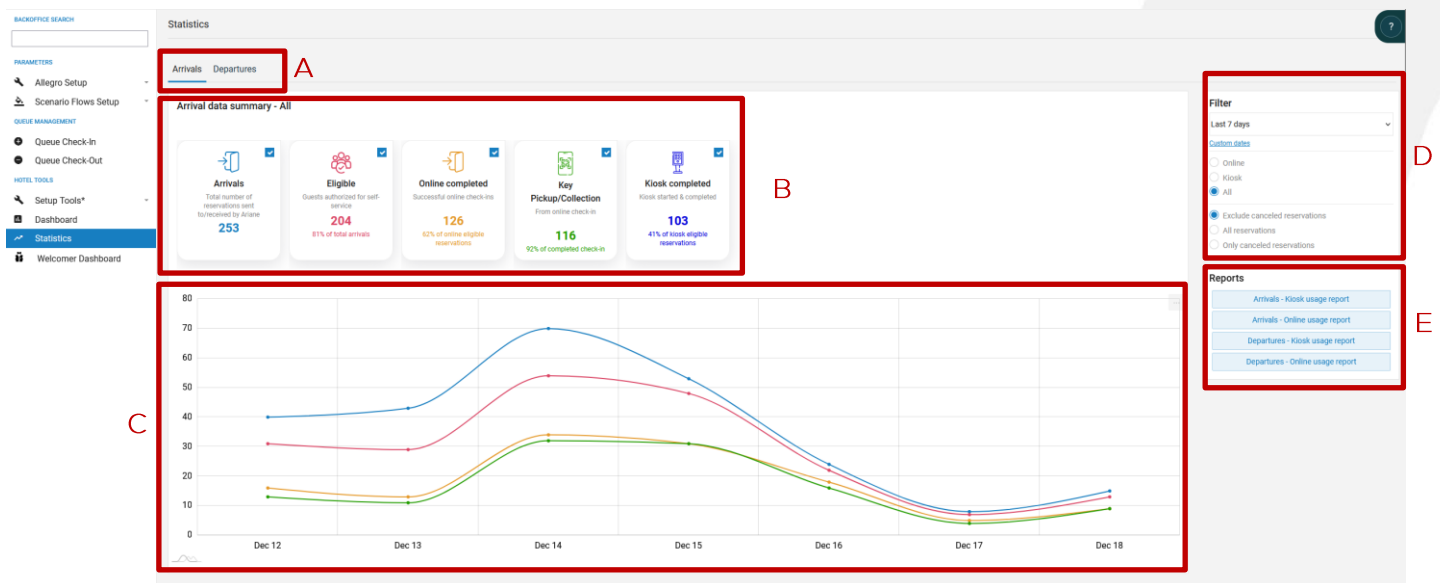 BACKOFFICE SEARCH
PARAMETERS
Allegro Setup
Scenario Flows Setup
QUEUE MANAGEMENT
Queue Check-In
Queue Check-Out
HOTEL TOOLS
Setup Tools*
Dashboard
Statistics
Welcomer Dashboard
Statistics
?
Arrivals Departures
A
Arrival data summary - All
Arrivals
Total number of
reservations sent
to/received by Ariane
253
Eligible
Guests authorized for self-
service
204
81% of total arrivals
Online completed
Successful online check-ins
126
62% of online eligible
reservations
Key
Pickup/Collection
From online check-in
116
92% of completed check-in
Kiosk completed
Kiosk started & completed
103
41% of kiosk eligible
reservations
B
80
70
60
50
40
30
20
10
0
Dec 12 Dec 13 Dec 14 Dec 15 Dec 16 Dec 17 Dec 18
C
Filter
Last 7 days
Custom dates
Online
Kiosk
All
Exclude canceled reservations
All reservations
Only canceled reservations
D
Reports
Arrivals - Kiosk usage report
Arrivals - Online usage report
Departures - Kiosk usage report
Departures - Online usage report
E